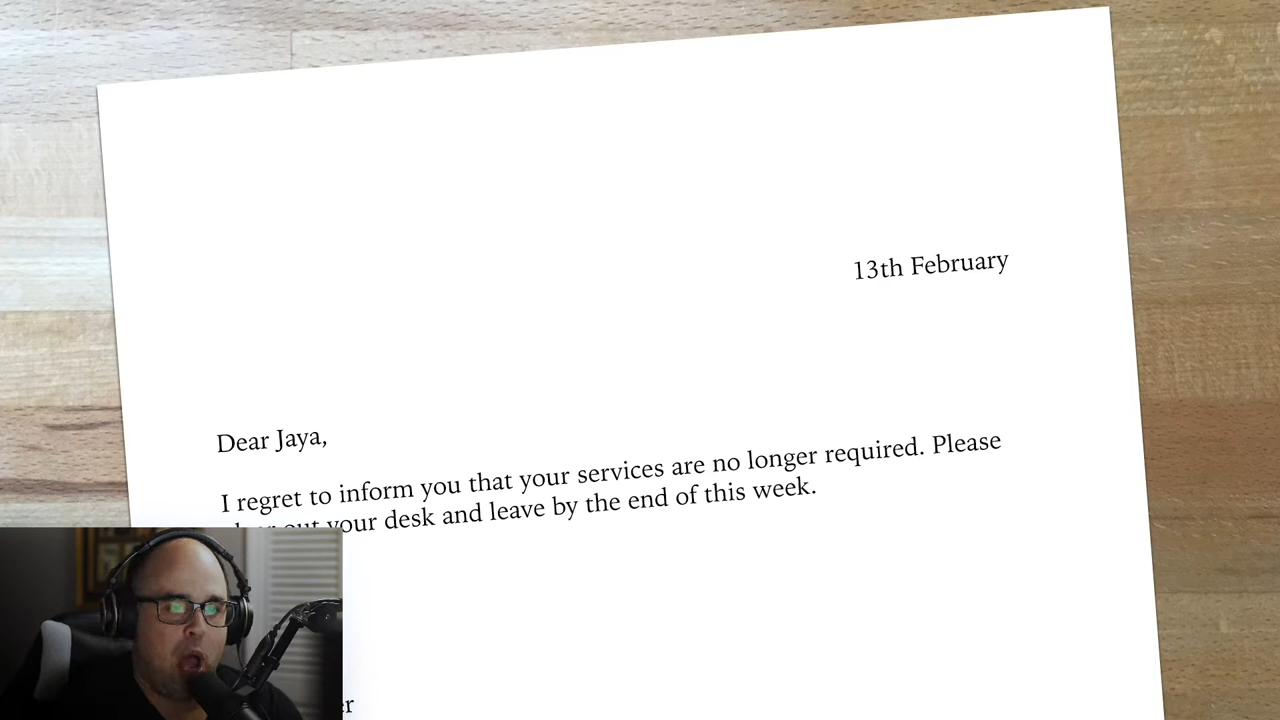 13th February
Dear Jaya,
I regret to inform you that your services are no longer required. Please
out your desk and leave by the end of this week.